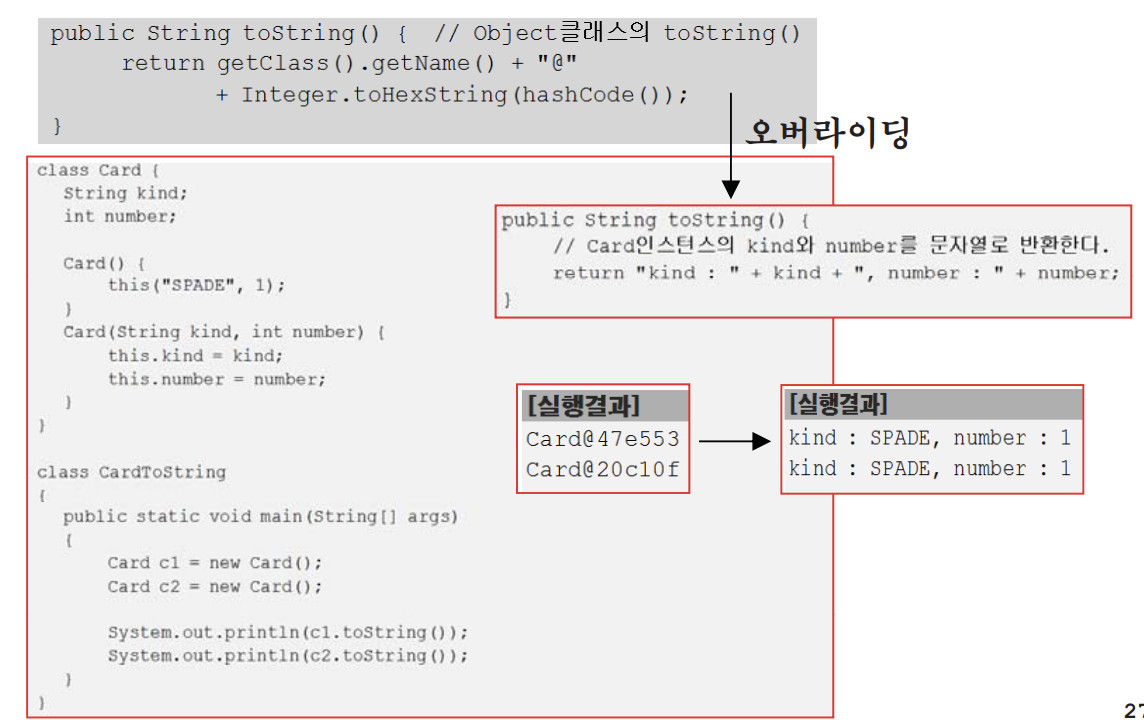 public String toString() {  // Object클래스의 toString()
return getClass().getName() + "@"
+ Integer.toHexString(hashCode());
}
오버라이딩
class Card {
String kind;
int number;
Card() {
this("SPADE", 1);
}
Card(String kind, int number) {
this.kind = kind;
this.number = number;
}
}
class CardToString
{
public static void main(String[] args)
{
Card c1 = new Card();
Card c2 = new Card();
System.out.println(c1.toString());
System.out.println(c2.toString());
}
}
public String toString() {
// Card인스턴스의 kind와 number를 문자열로 반환한다.
return "kind : " + kind + ", number : " + number;
}
[실행결과]
Card@47e553
Card@20c10f
[실행결과]
kind : SPADE, number : 1
kind : SPADE, number : 1
27